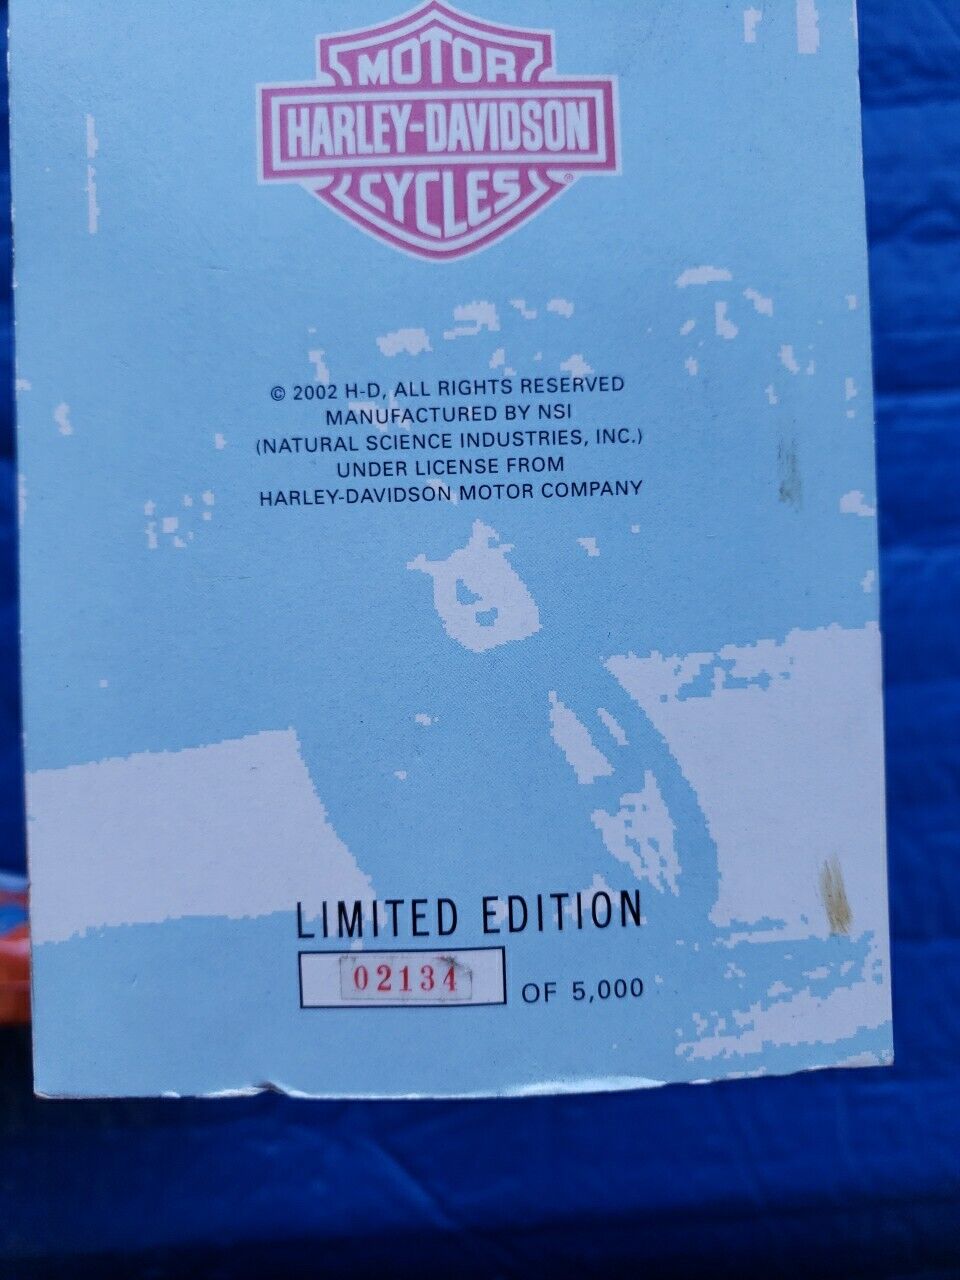 MOTOR
HARLEY-DAVIDSON
CYCLES®
© 2002 H-D, ALL RIGHTS RESERVED
MANUFACTURED BY NSI
(NATURAL SCIENCE INDUSTRIES, INC.)
UNDER LICENSE FROM
HARLEY-DAVIDSON MOTOR COMPANY
LIMITED EDITION
02134 OF 5,000